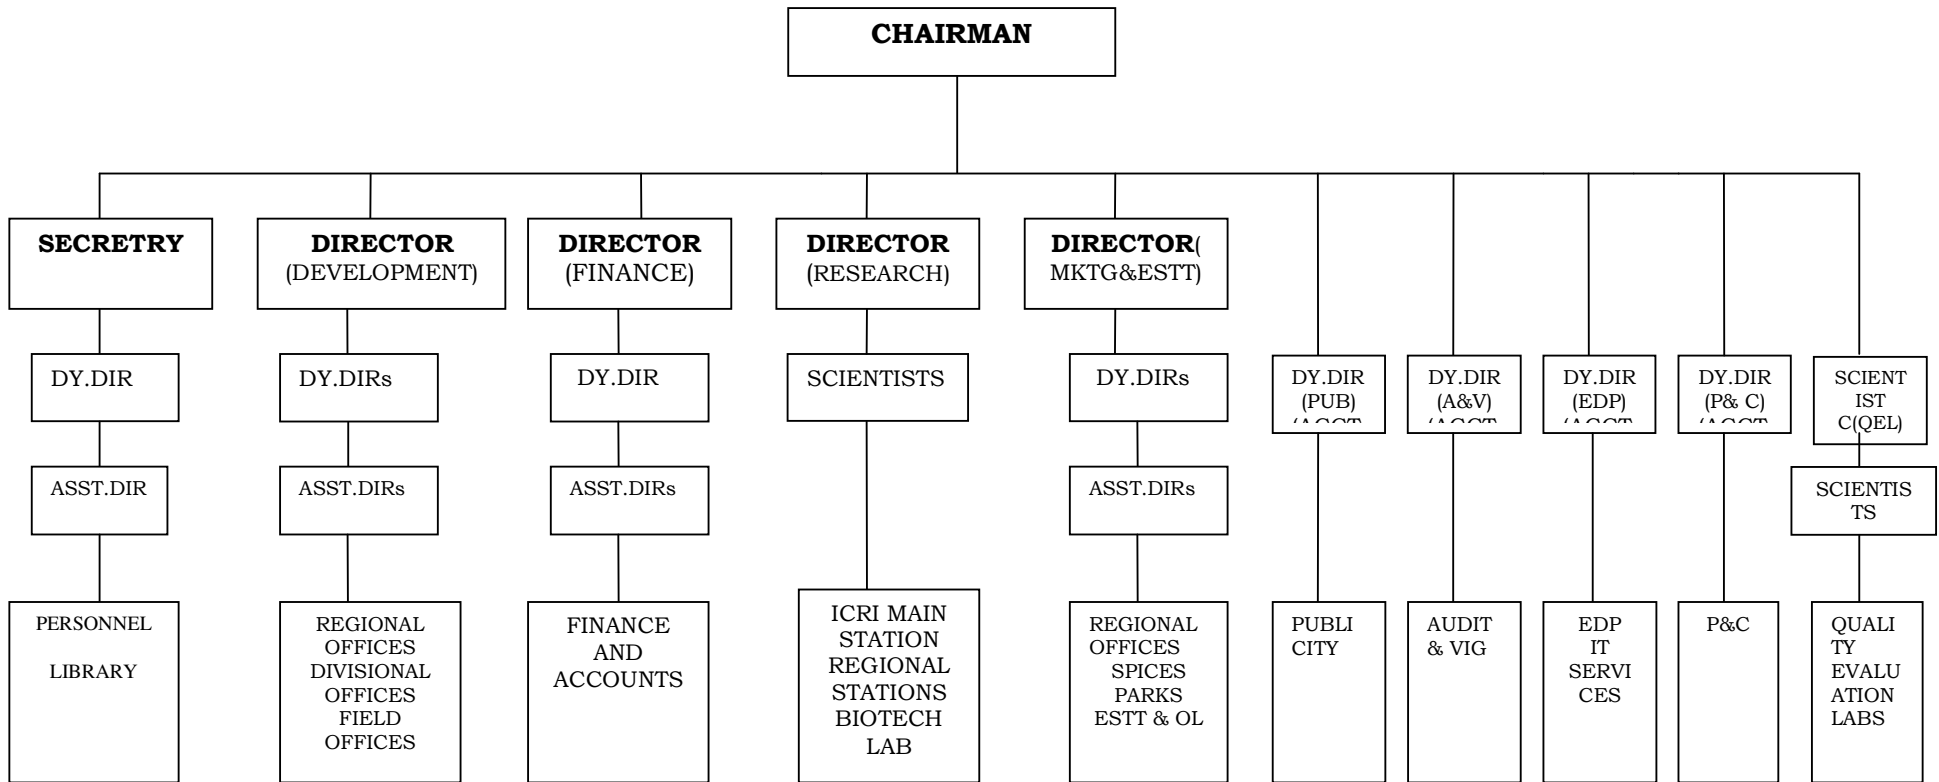 CHAIRMAN
SECRETRY
DIRECTOR
(DEVELOPMENT)
DIRECTOR
(FINANCE)
DIRECTOR
(RESEARCH)
DIRECTOR(
MKTG&ESTT)
DY.DIR
DY.DIRs
DY.DIR
SCIENTISTS
DY.DIRs
DY.DIR
(PUB)
DY.DIR
(A&V)
DY.DIR
(EDP)
DY.DIR
(P& C)
SCIENT
IST
C(QEL)
ASST.DIR
ASST.DIRs
ASST.DIRs
ASST.DIRs
SCIENTIS
TS
PERSONNEL
LIBRARY
REGIONAL
OFFICES
DIVISIONAL
OFFICES
FIELD
OFFICES
FINANCE
AND
ACCOUNTS
ICRI MAIN
STATION
REGIONAL
STATIONS
BIOTECH
LAB
REGIONAL
OFFICES
SPICES
PARKS
ESTT & OL
PUBLI
CITY
AUDIT
& VIG
EDP
IT
SERVI
CES
P&C
QUALI
TY
EVALU
ATION
LABS